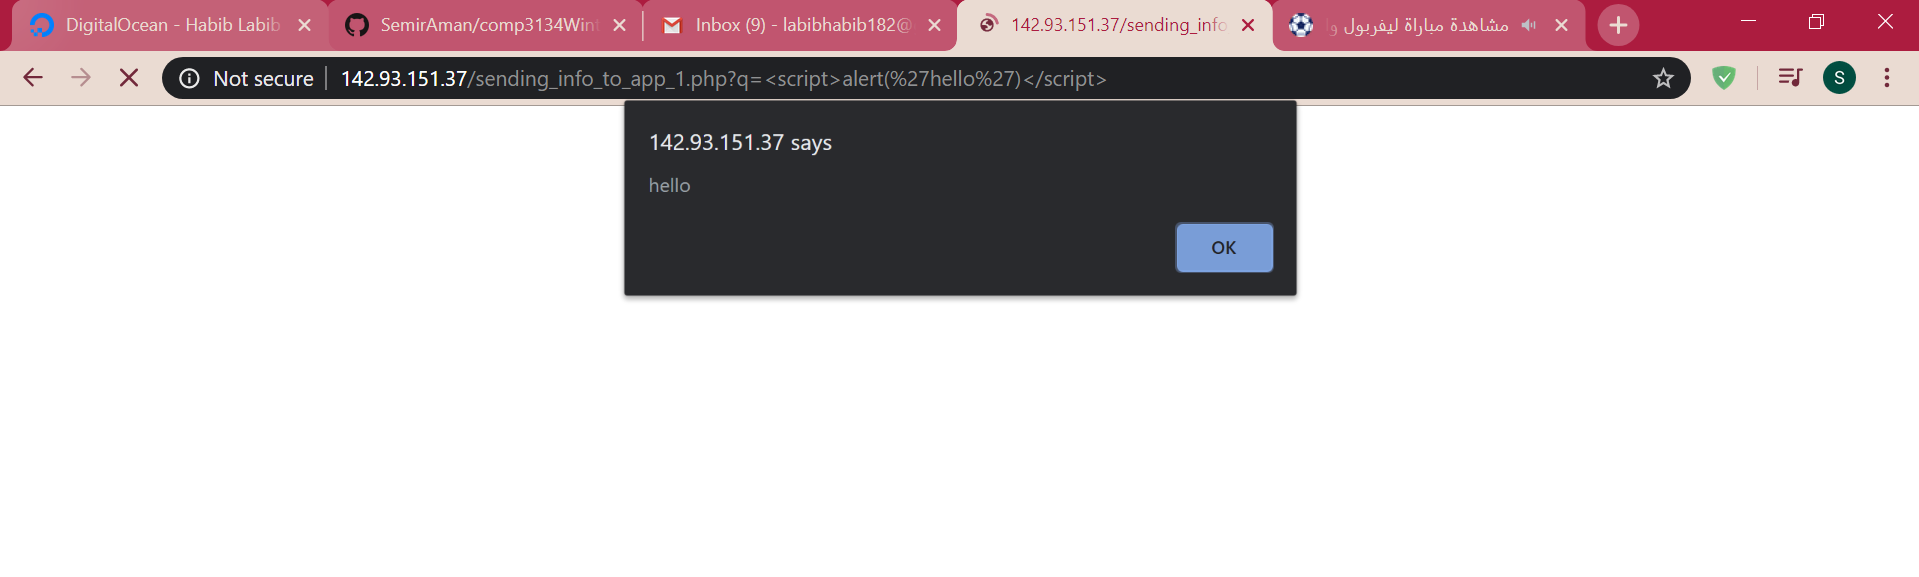 DigitalOcean - Habib Labib
SemirAman/comp3134Wint
Inbox (9) - labibhabib182@
142.93.151.37/sending_info
مشاهدة مباراة ليفربول وا
Not secure
142.93.151.37/sending_info_to_app_1.php?q=<script>alert(%27hello%27)</script>
S
142.93.151.37 says
hello
OK